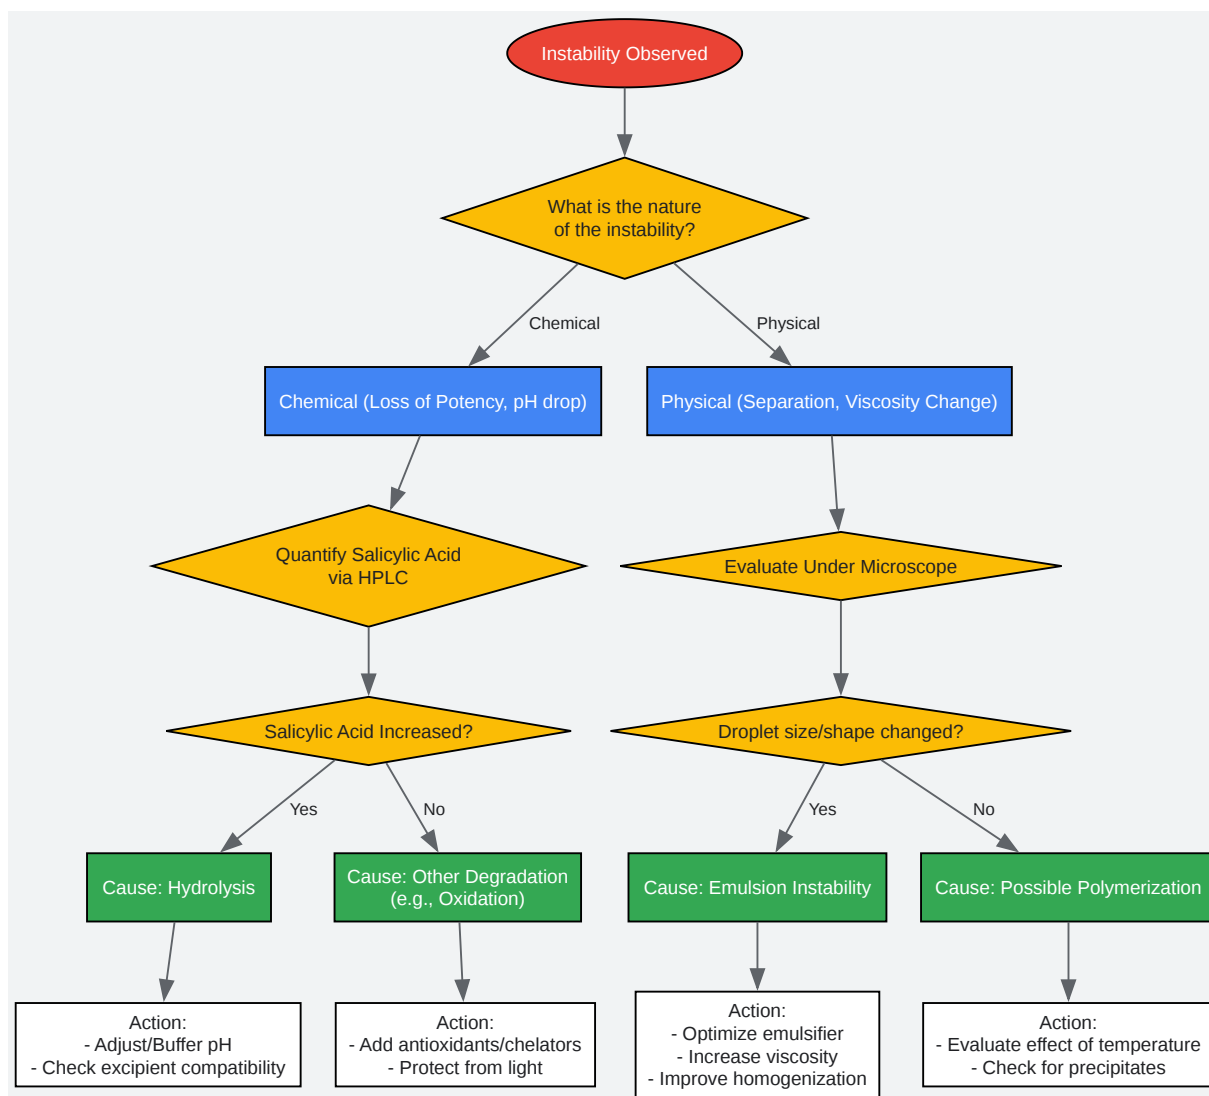 Instability Observed
What is the nature
of the instability?
Chemical
Physical
Chemical (Loss of Potency, pH drop)
Physical (Separation, Viscosity Change)
Quantify Salicylic Acid
via HPLC
Evaluate Under Microscope
Salicylic Acid Increased?
Droplet size/shape changed?
Yes
No
Yes
No
Cause: Hydrolysis
Cause: Other Degradation
(e.g., Oxidation)
Cause: Emulsion Instability
Cause: Possible Polymerization
Action:
- Adjust/Buffer pH
- Check excipient compatibility
Action:
- Add antioxidants/chelators
- Protect from light
Action:
- Optimize emulsifier
- Increase viscosity
- Improve homogenization
Action:
- Evaluate effect of temperature
- Check for precipitates